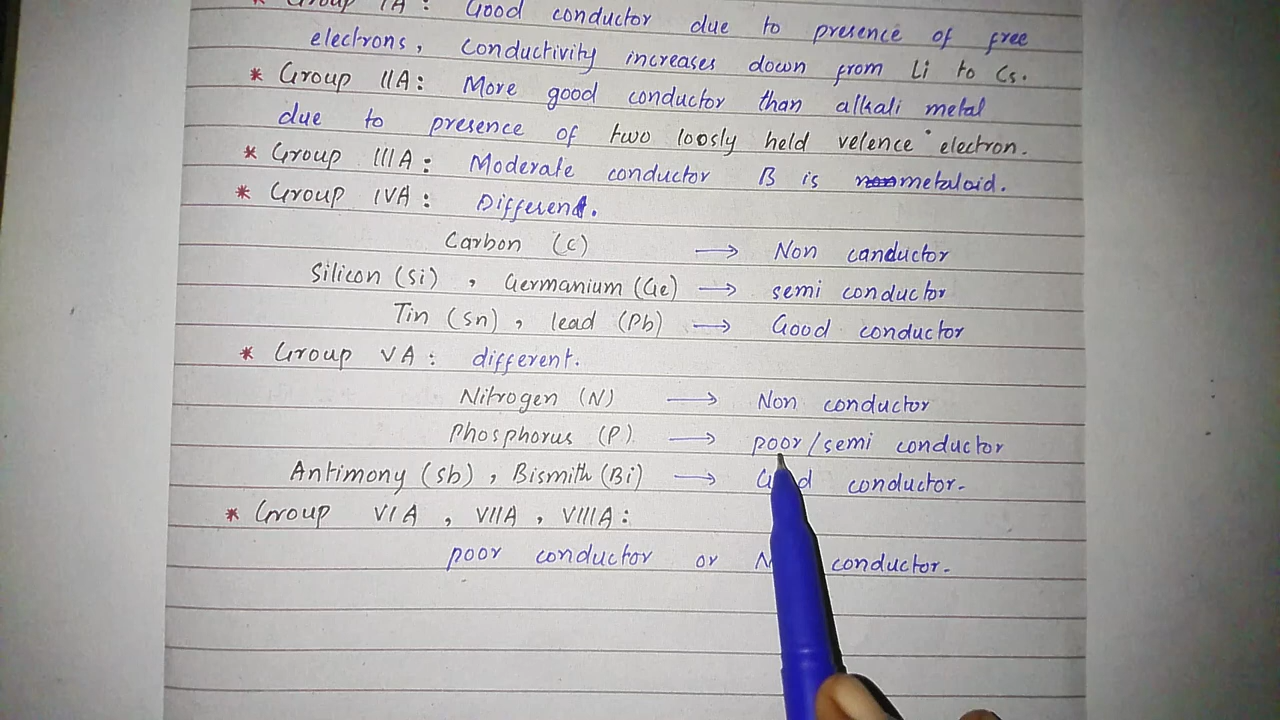 * Group IA : Good conductor due to presence of free
electrons, conductivity increases down from Li to Cs.
* Group IIA : More good conductor than alkali metal
due to presence of two loosly held velence electron.
* Group IIIA : Moderate conductor B is metaloid.
* Group IVA : Different.
Carbon (C) → Non canductor
Silicon (Si) , Germanium (Ge) → semi conductor
Tin (Sn) , lead (Pb) → Good conductor
* Group VA : different.
Nitrogen (N) → Non conductor
Phosphorus (P) → poor/semi conductor
Antimony (Sb) , Bismith (Bi) → conductor.
* Group VIA , VIIA , VIIIA :
poor conductor or conductor.